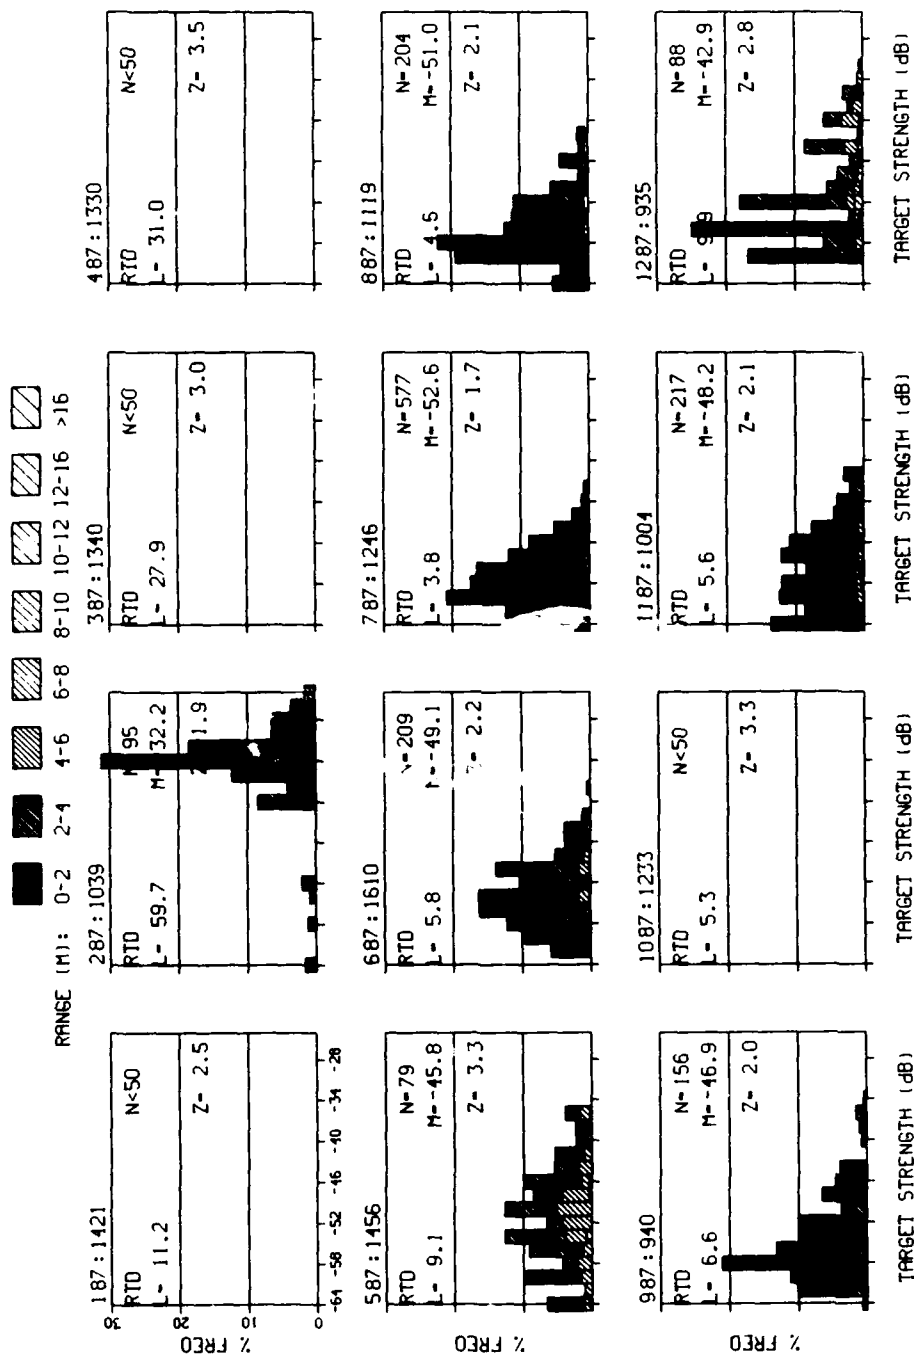 RANGE (M): 0-2 2-4 4-6 6-8 8-10 10-12 12-16 >16
187:1421
RTD N<50
L- 11.2
Z- 2.5
% FREQ
30
20
10
0
-64 -58 -52 -46 -40 -34 -28
287:1039
RTD 95
L- 59.7 32.2
1.9
387:1340
RTD N<50
L- 27.9
Z- 3.0
487:1330
RTD N<50
L- 31.0
Z- 3.5
587:1456
RTD N-79
L- 9.1 M--45.8
Z- 3.3
% FREQ
687:1610
RTD N-209
L- 5.8 M--49.1
Z- 2.2
787:1246
RTD N-577
L- 3.8 M--52.6
Z- 1.7
887:1119
RTD N-204
L- 4.5 M--51.0
Z- 2.1
987:940
RTD N-156
L- 6.6 M--46.9
Z- 2.0
% FREQ
TARGET STRENGTH (dB)
1087:1233
RTD N<50
L- 5.3
Z- 3.3
TARGET STRENGTH (dB)
1187:1004
RTD N-217
L- 5.6 M--48.2
Z- 2.1
TARGET STRENGTH (dB)
1287:935
RTD N-88
L- M--42.9
Z- 2.8
TARGET STRENGTH (dB)